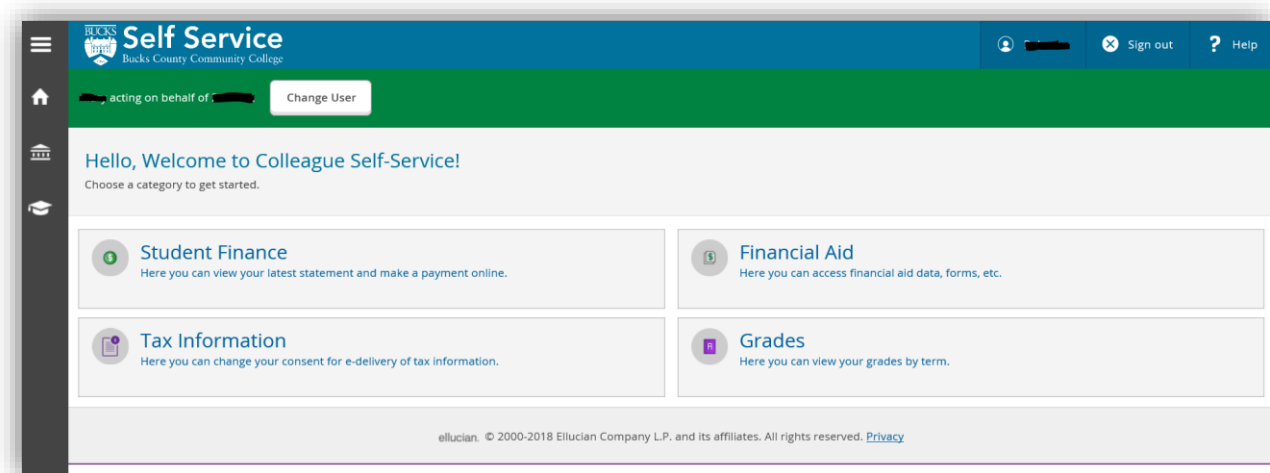 BUCKS
Self Service
Bucks County Community College
Sign out
? Help
acting on behalf of
Change User
Hello, Welcome to Colleague Self-Service!
Choose a category to get started.
Student Finance
Here you can view your latest statement and make a payment online.
Financial Aid
Here you can access financial aid data, forms, etc.
Tax Information
Here you can change your consent for e-delivery of tax information.
Grades
Here you can view your grades by term.
ellucian. © 2000-2018 Ellucian Company L.P. and its affiliates. All rights reserved. Privacy